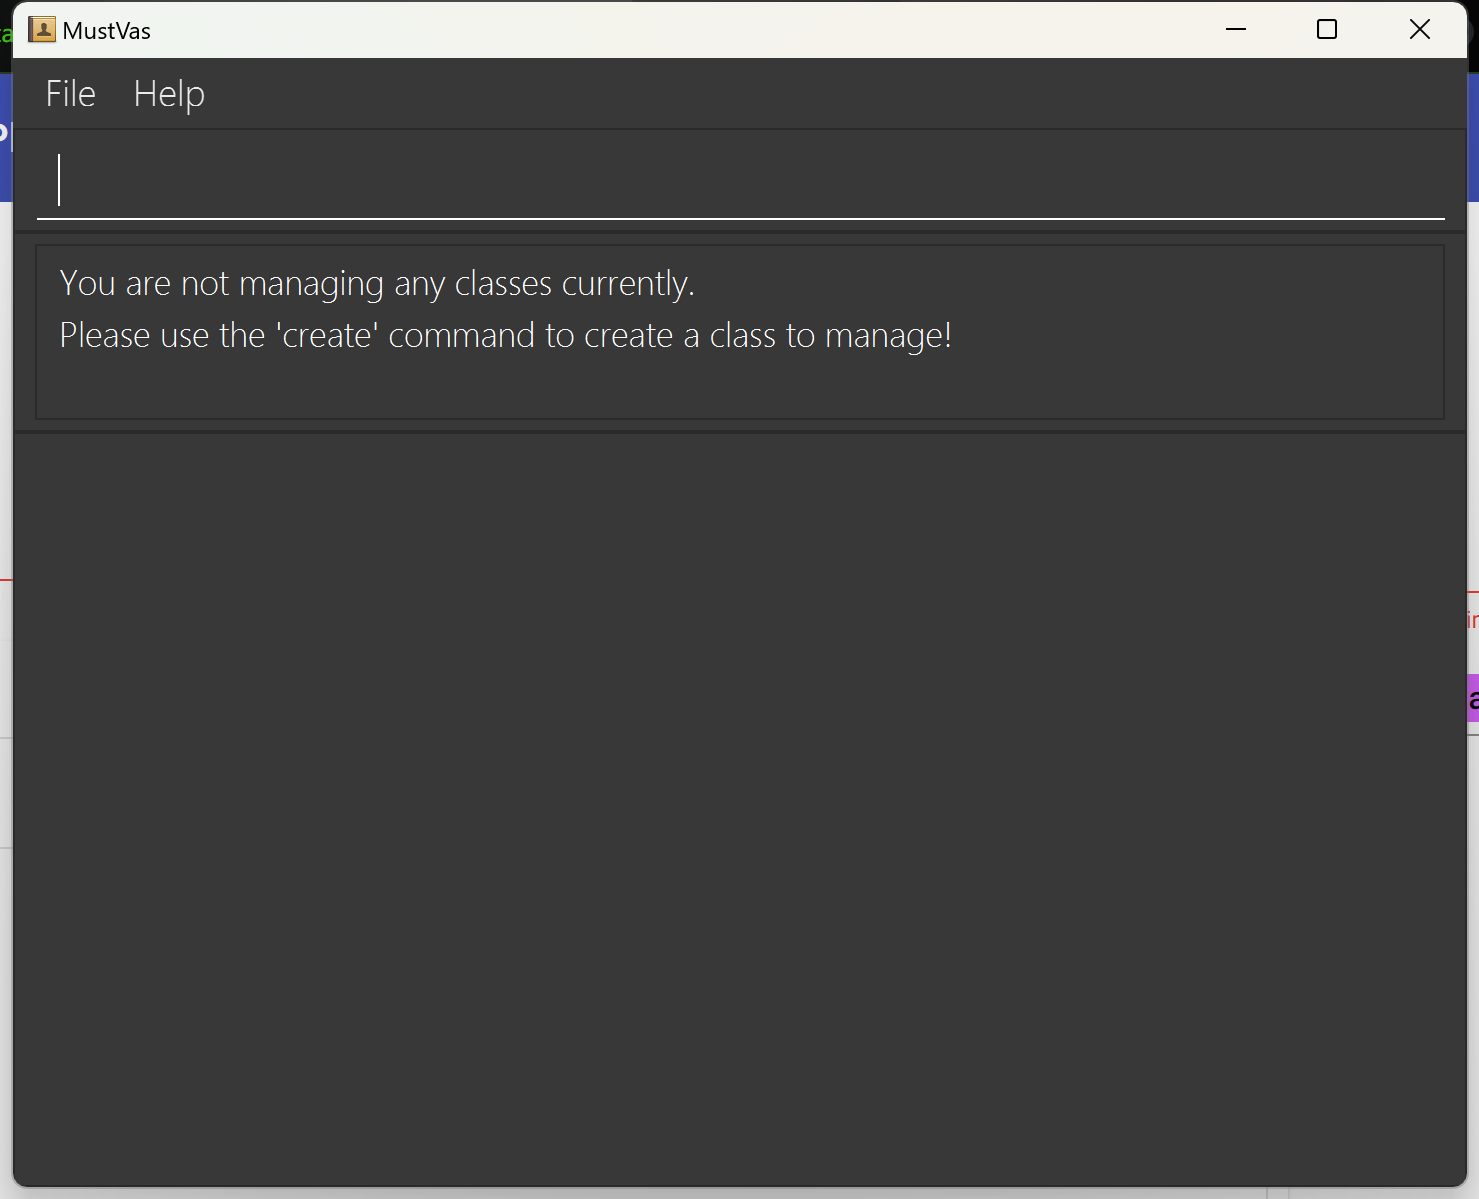 MustVas
File Help
You are not managing any classes currently.
Please use the 'create' command to create a class to manage!